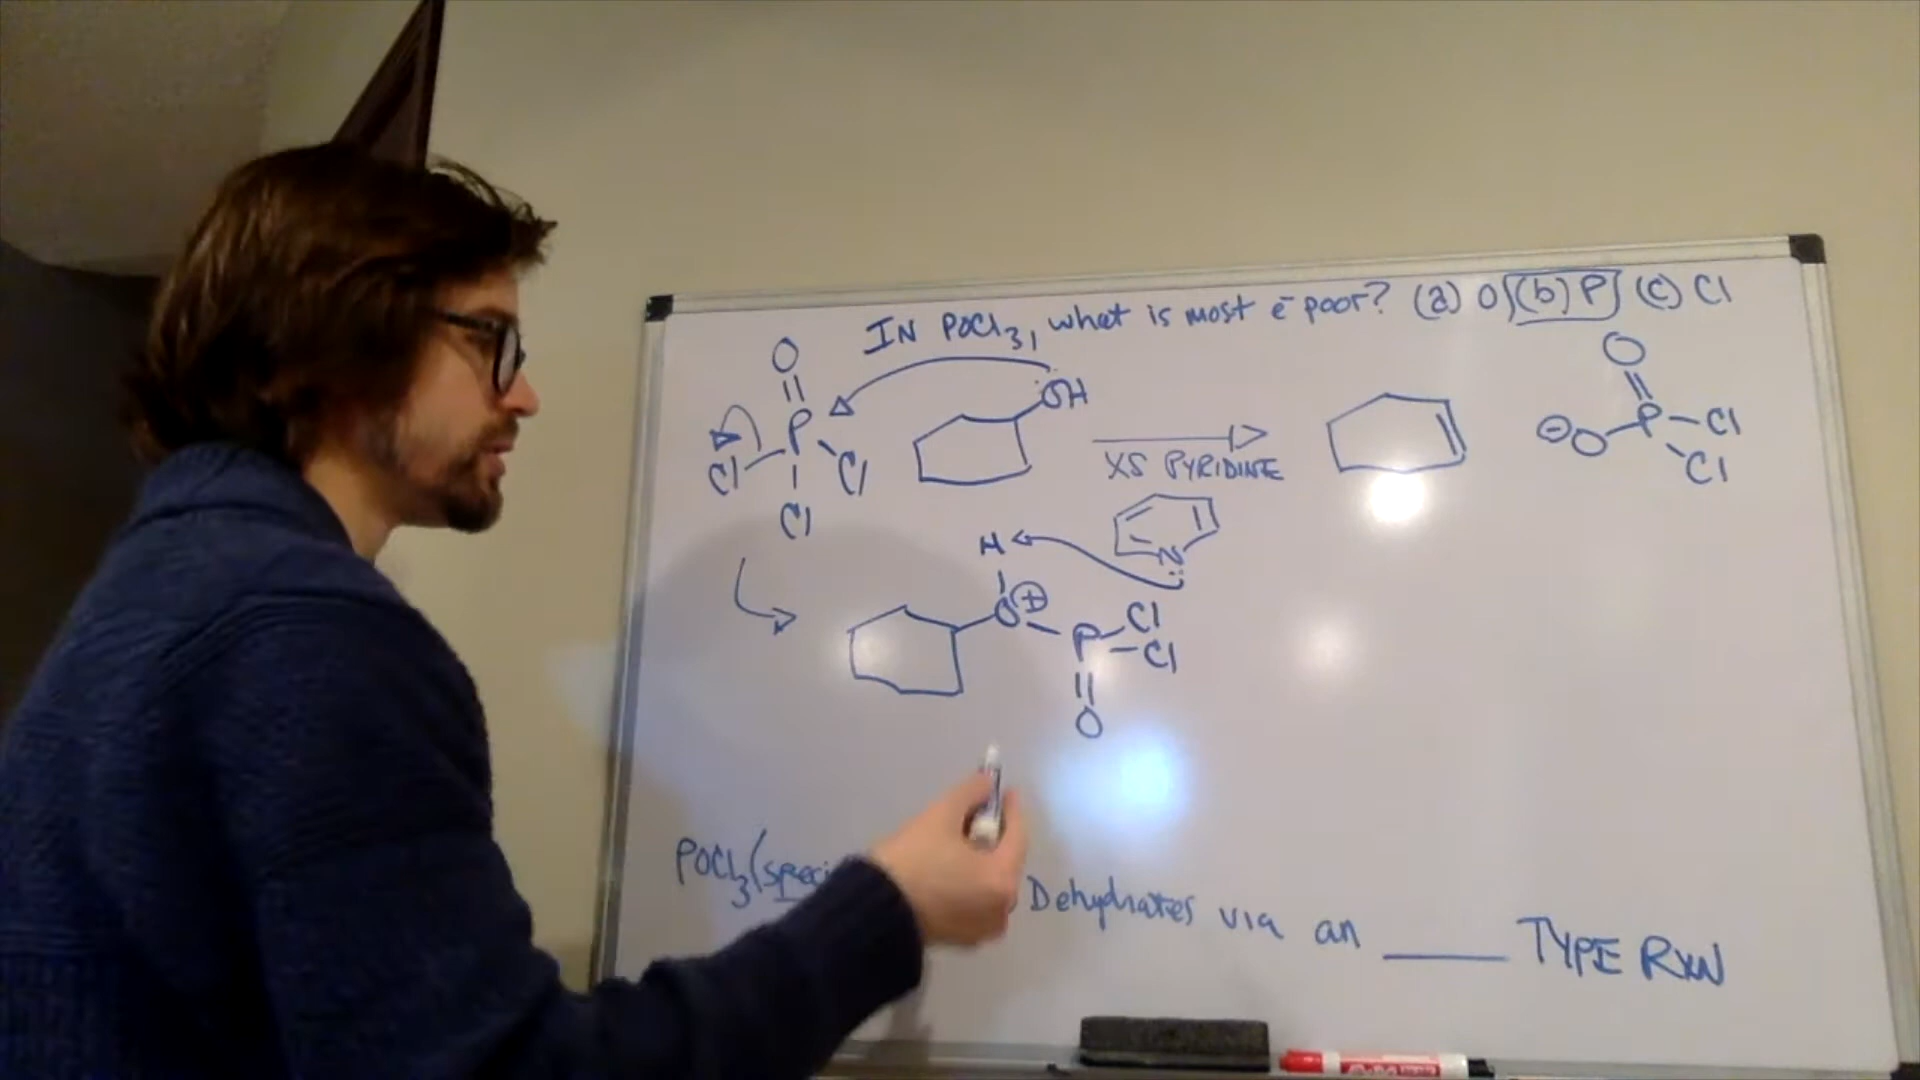 IN POCl3, what is most e⁻ poor? (a) O (b) P (c) Cl
O
P
Cl
Cl
Cl
OH
XS PYRIDINE
O
⊖O
P
Cl
Cl
N
H
O⊕
P
Cl
Cl
O
POCl3 (speci Dehydrates via an ____ TYPE RXN